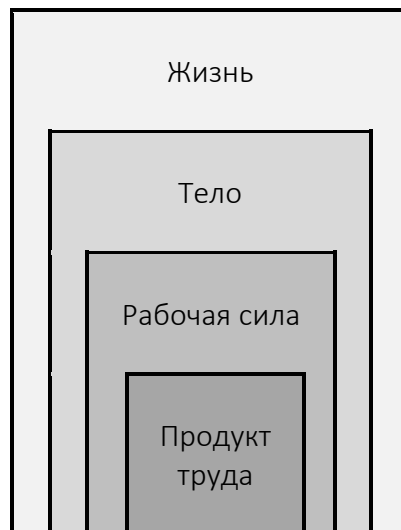 Жизнь
Тело
Рабочая сила
Продукт
труда